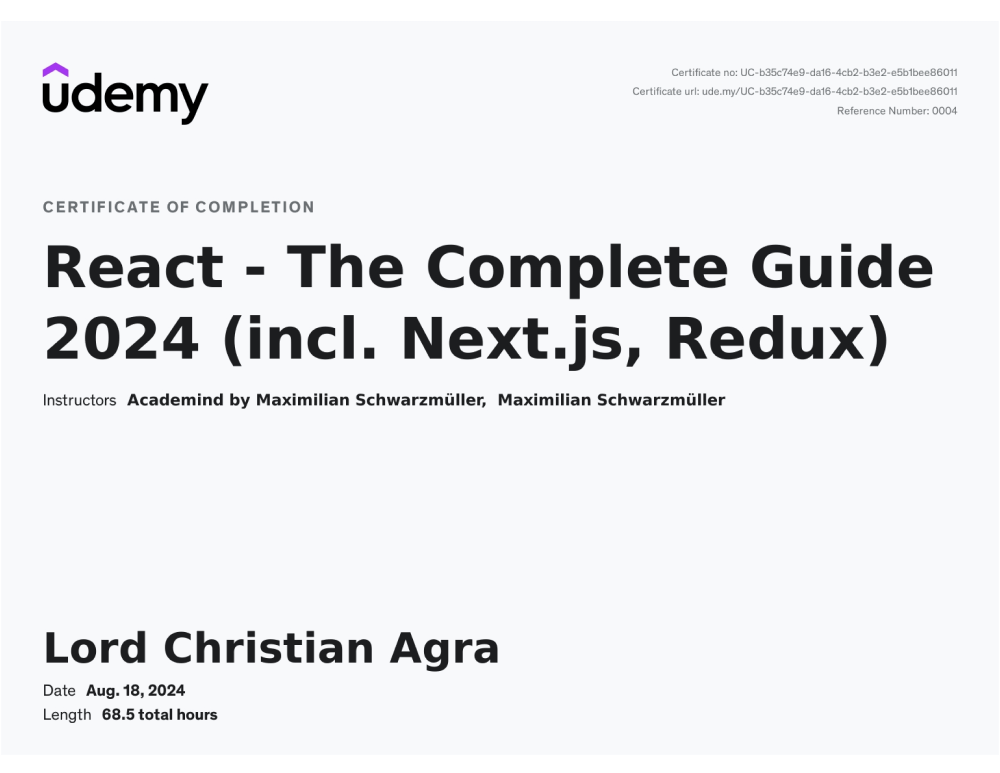 udemy
Certificate no: UC-b35c74e9-da16-4cb2-b3e2-e5b1bee86011
Certificate url: ude.my/UC-b35c74e9-da16-4cb2-b3e2-e5b1bee86011
Reference Number: 0004
CERTIFICATE OF COMPLETION
React - The Complete Guide
2024 (incl. Next.js, Redux)
Instructors Academind by Maximilian Schwarzmüller, Maximilian Schwarzmüller
Lord Christian Agra
Date Aug. 18, 2024
Length 68.5 total hours